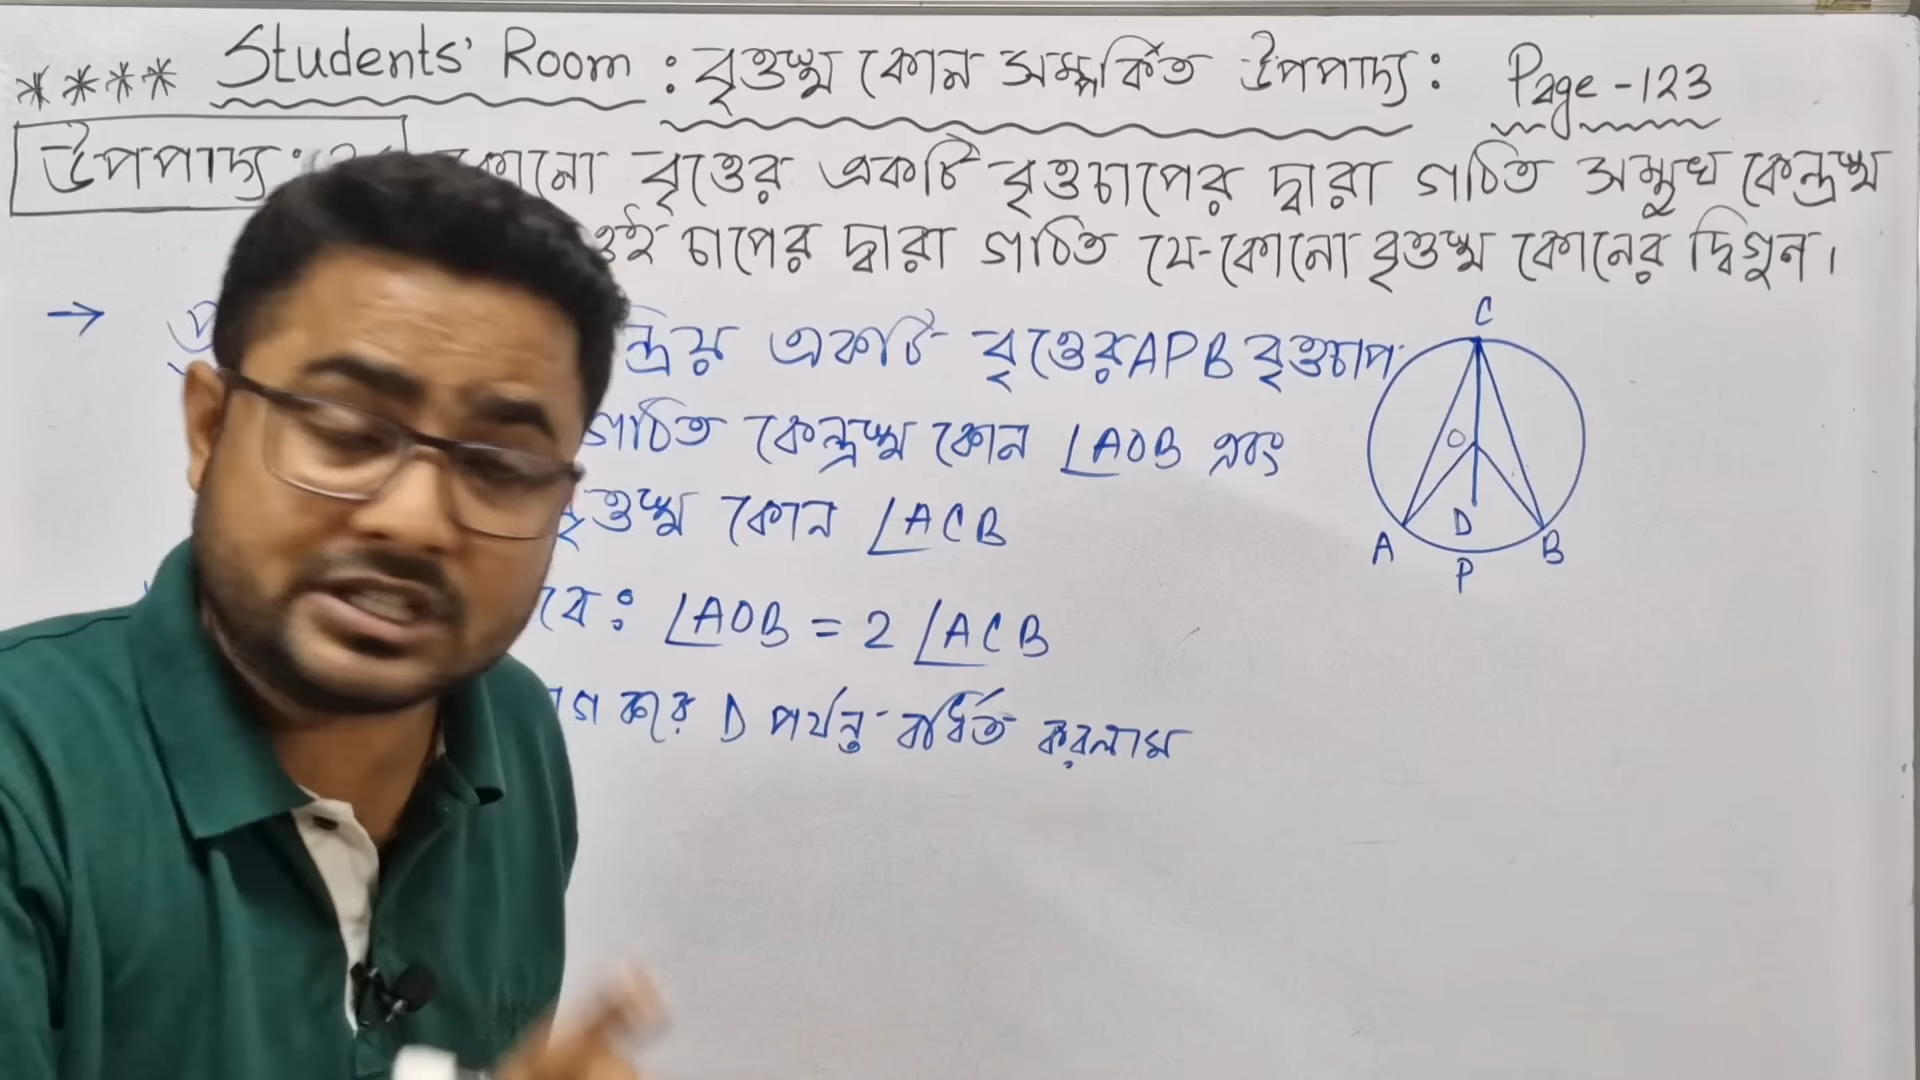 **** Students' Room : বৃত্তস্থ কোন সম্পর্কিত উপপাদ্য : Page - 123
উপপাদ্য : কোনো বৃত্তের একটি বৃত্তচাপের দ্বারা গঠিত সম্মুখ কেন্দ্রস্থ
ওই চাপের দ্বারা গঠিত যে-কোনো বৃত্তস্থ কোনের দ্বিগুন।
→ একটি বৃত্তের APB বৃত্তচাপ
গঠিত কেন্দ্রস্থ কোন ∠AOB এবং
বৃত্তস্থ কোন ∠ACB
∠AOB = 2 ∠ACB
করে D পর্যন্ত বর্ধিত করলাম
C
O
D
A
B
P